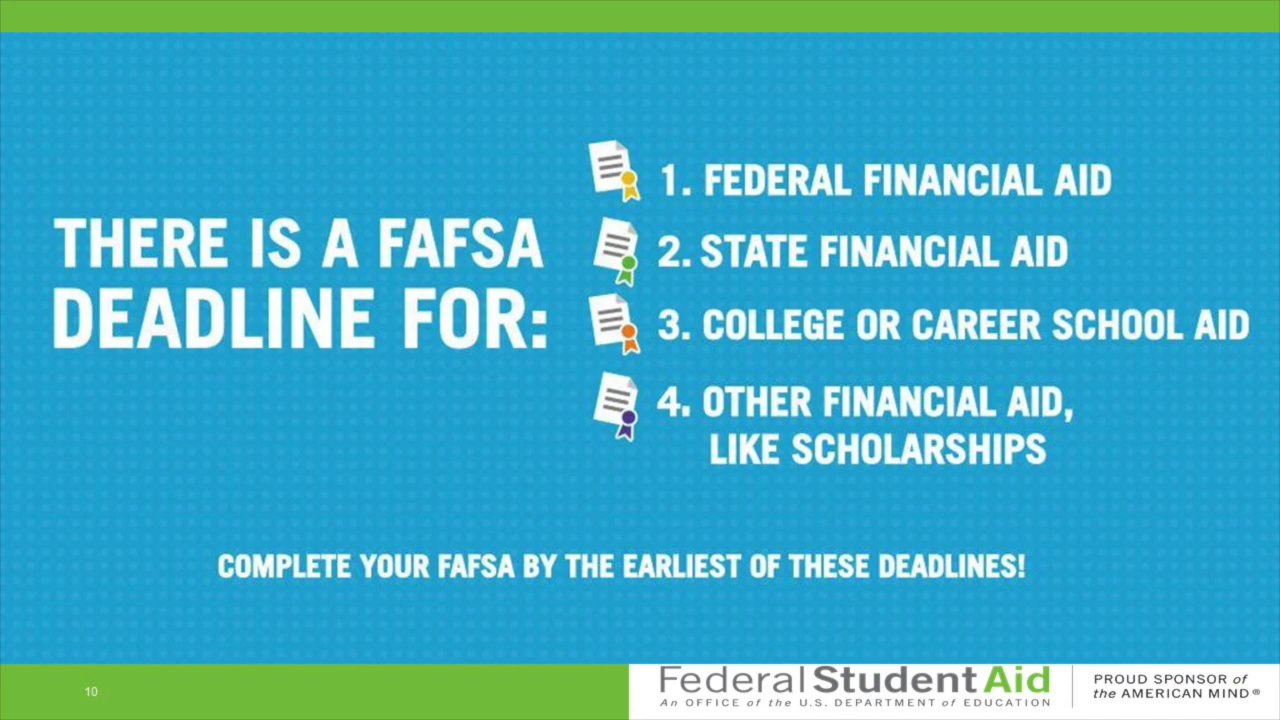 THERE IS A FAFSA
DEADLINE FOR:
1. FEDERAL FINANCIAL AID
2. STATE FINANCIAL AID
3. COLLEGE OR CAREER SCHOOL AID
4. OTHER FINANCIAL AID,
LIKE SCHOLARSHIPS
COMPLETE YOUR FAFSA BY THE EARLIEST OF THESE DEADLINES!
10
Federal Student Aid
An OFFICE of the U.S. DEPARTMENT of EDUCATION
PROUD SPONSOR of
the AMERICAN MIND®